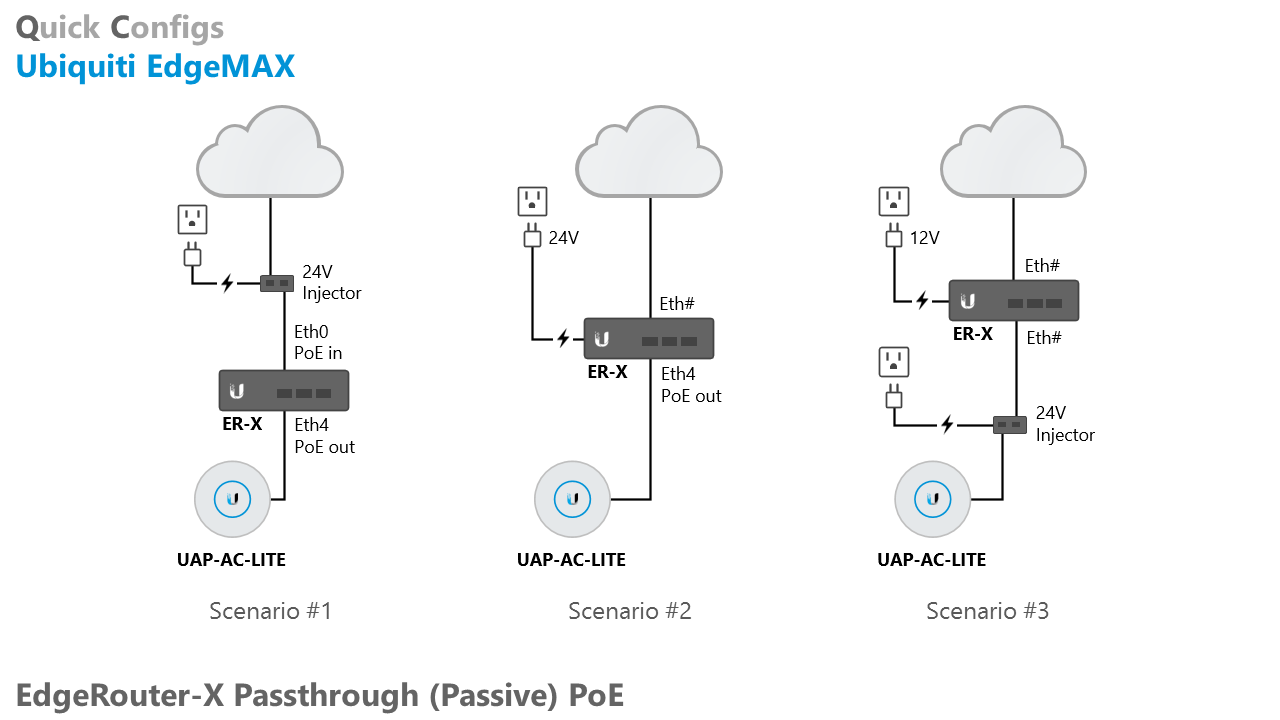 Quick Configs
Ubiquiti EdgeMAX
24V
Injector
Eth0
PoE in
ER-X
Eth4
PoE out
UAP-AC-LITE
Scenario #1
24V
Eth#
ER-X
Eth4
PoE out
UAP-AC-LITE
Scenario #2
12V
Eth#
ER-X
Eth#
24V
Injector
UAP-AC-LITE
Scenario #3
EdgeRouter-X Passthrough (Passive) PoE